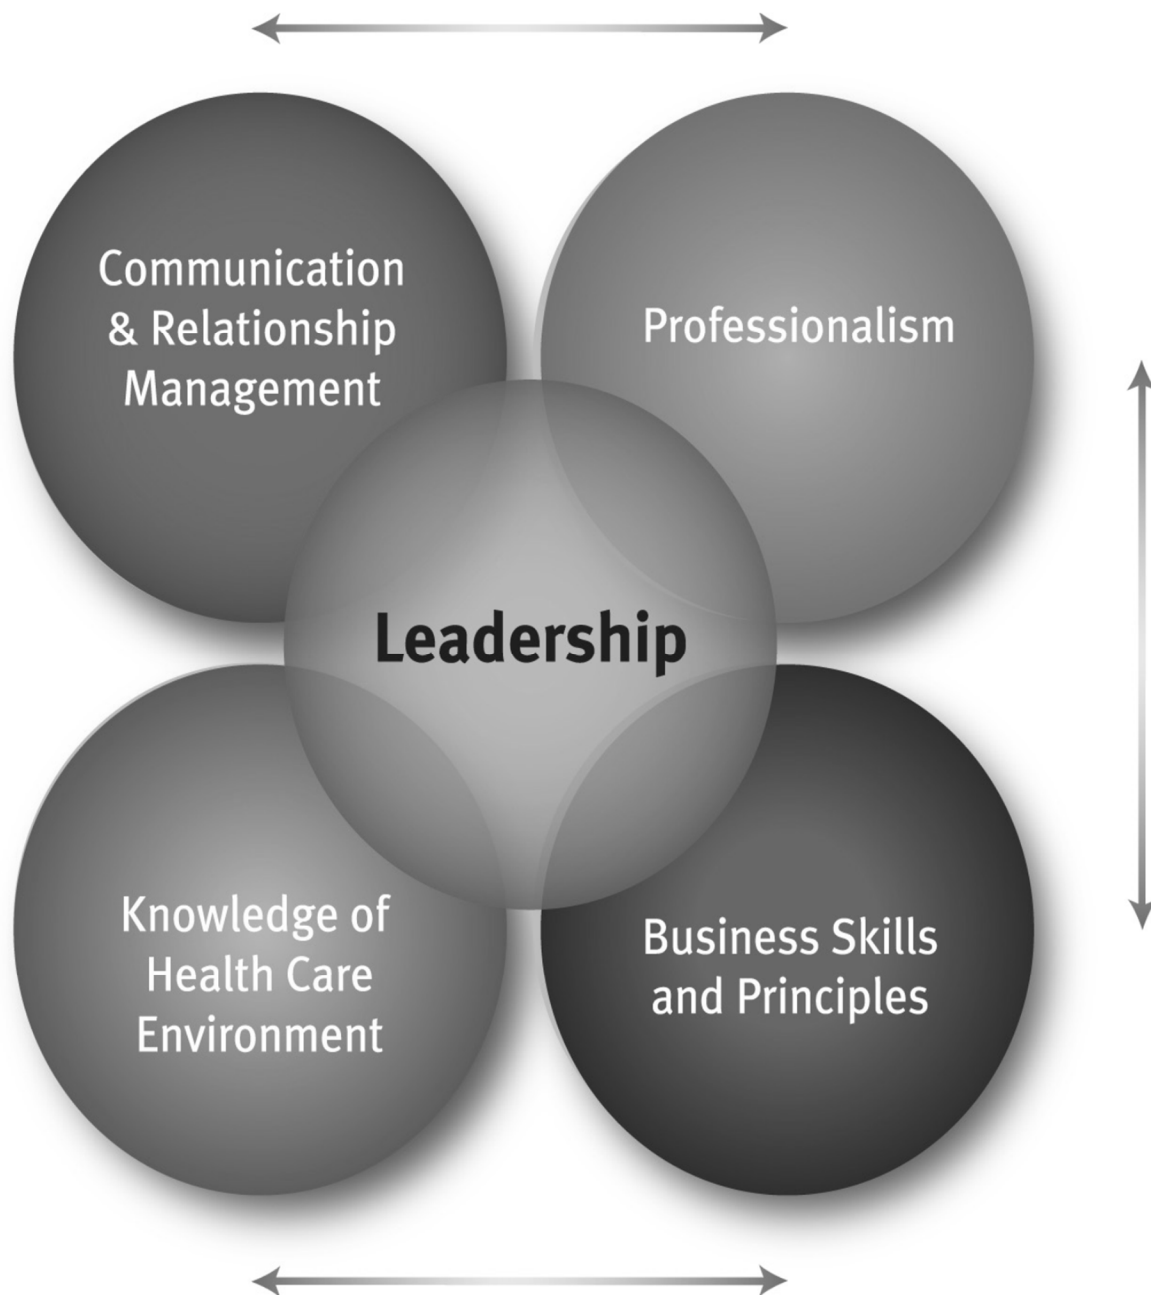 Communication
& Relationship
Management
Professionalism
Leadership
Knowledge of
Health Care
Environment
Business Skills
and Principles